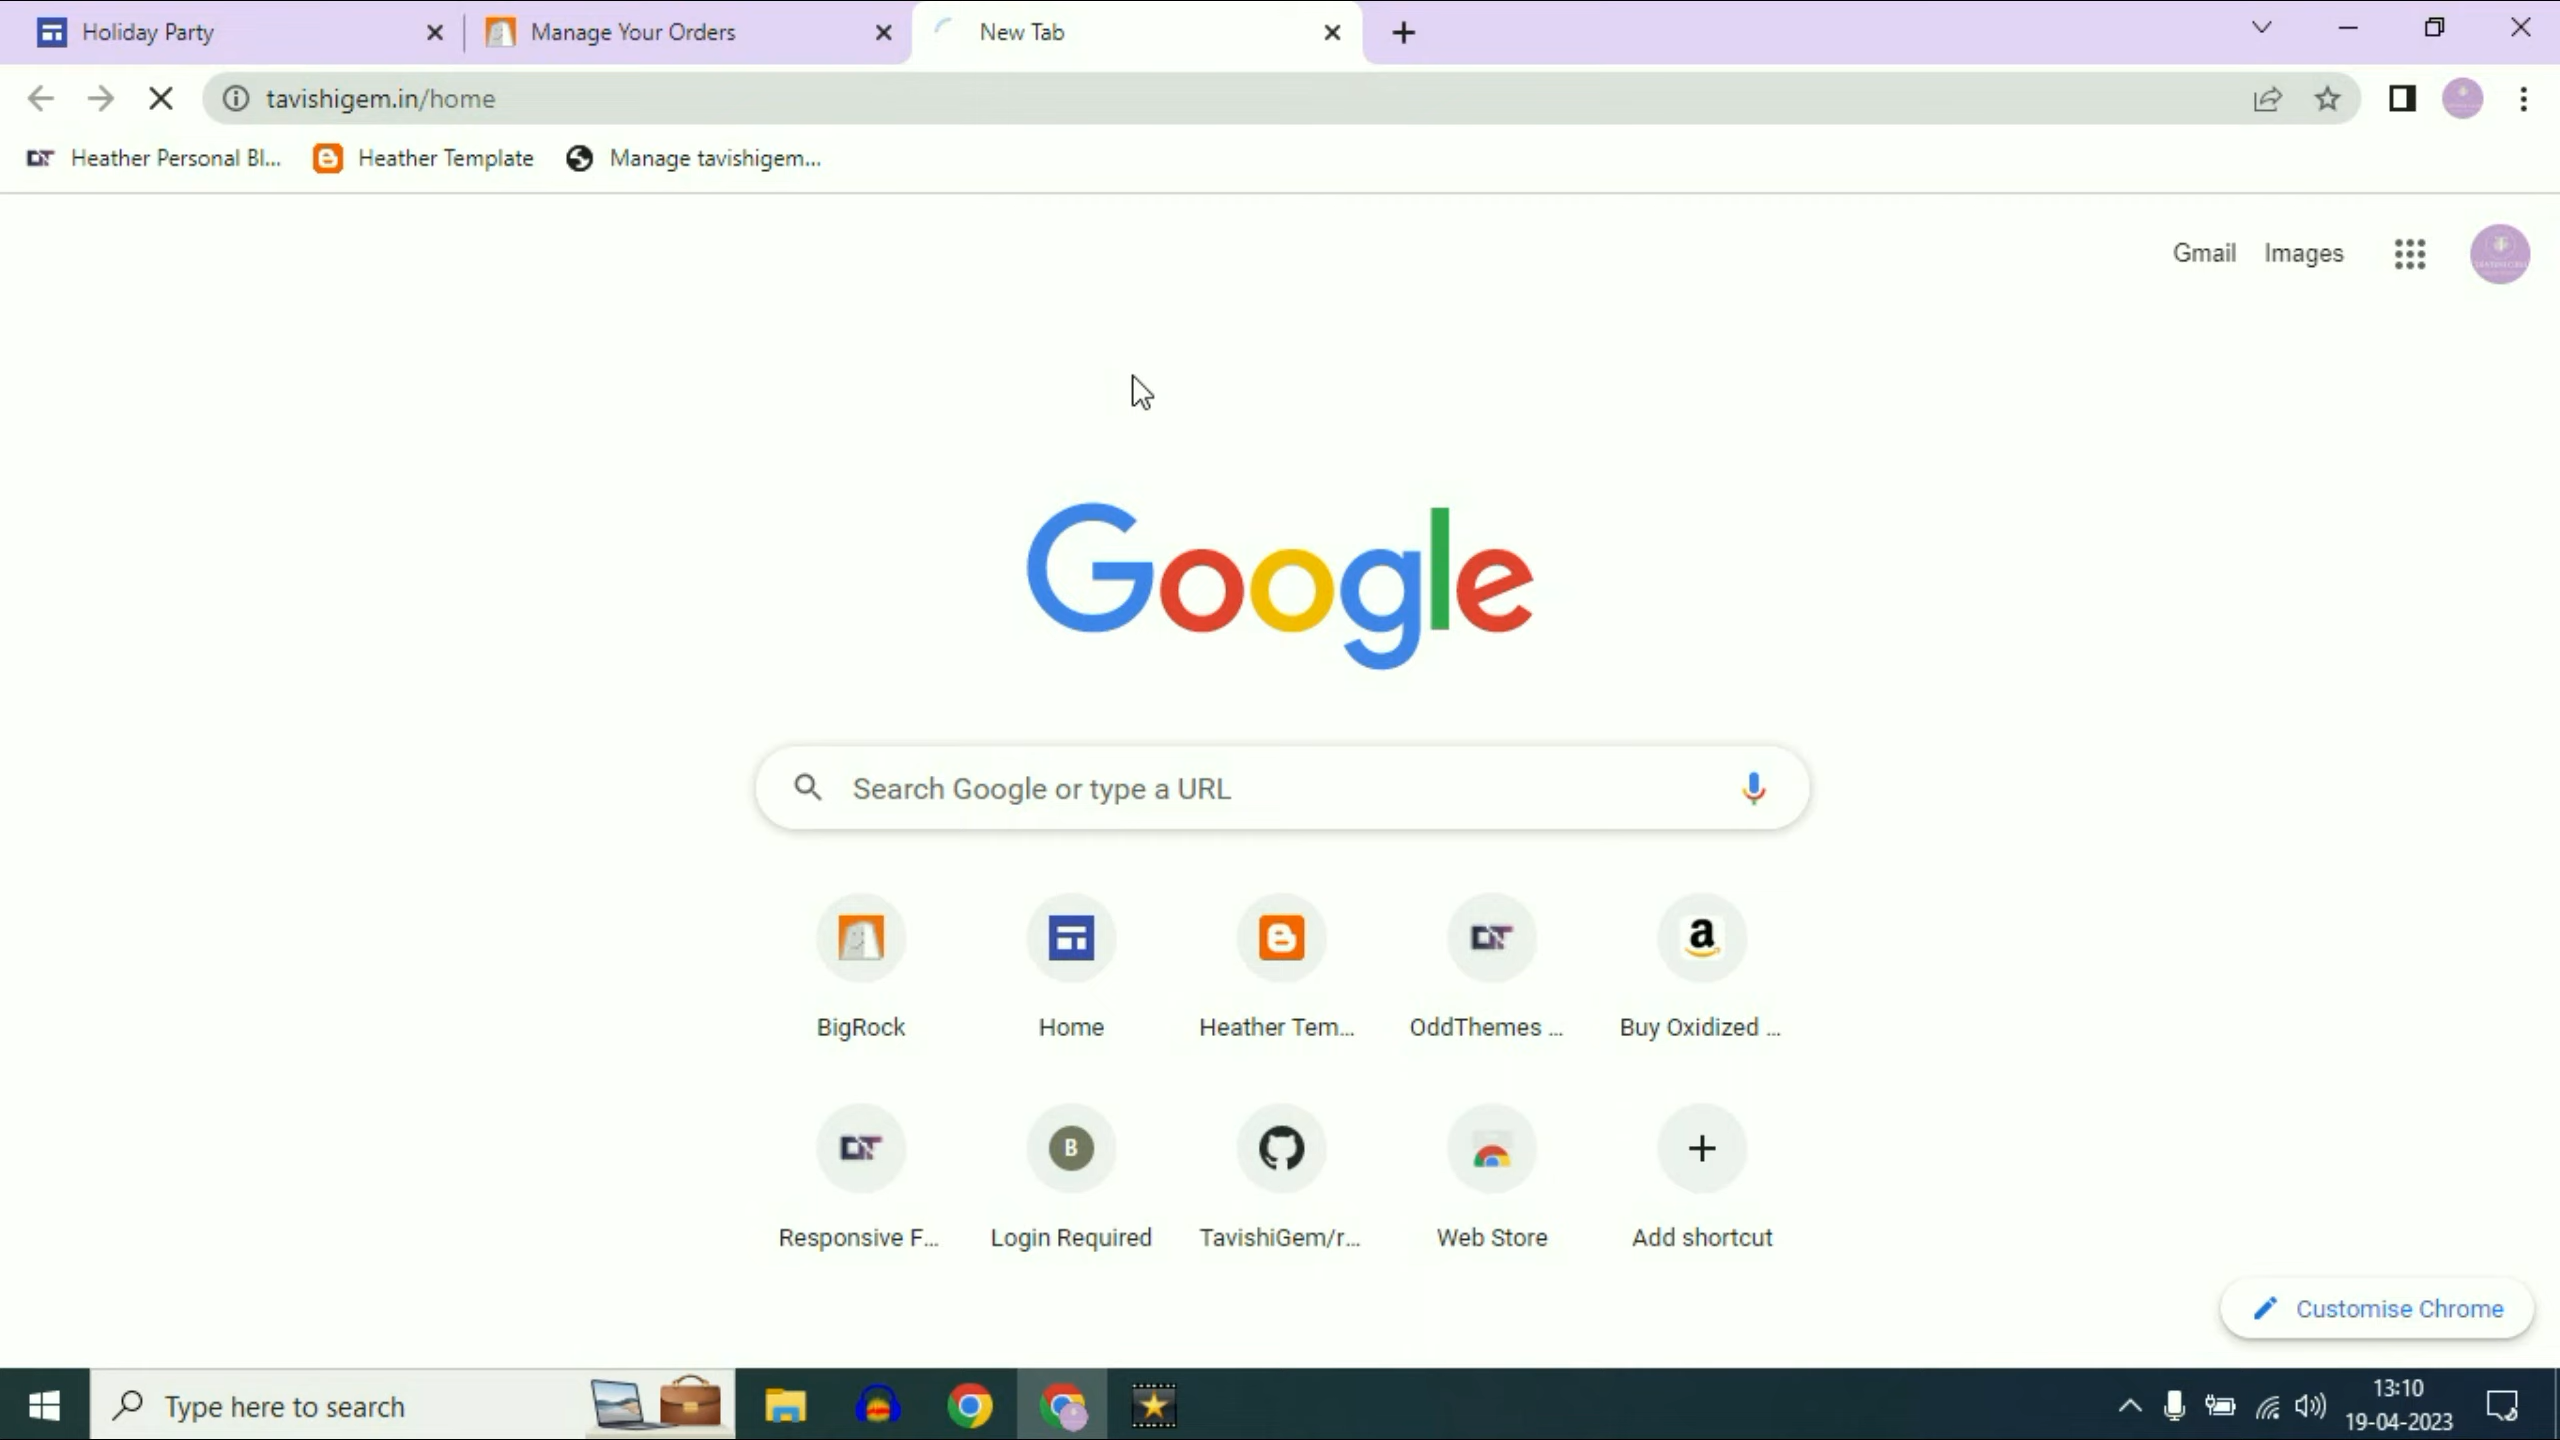 Holiday Party
Manage Your Orders
New Tab
tavishigem.in/home
Heather Personal Bl...
Heather Template
Manage tavishigem...
Gmail
Images
Google
Search Google or type a URL
BigRock
Home
Heather Tem...
OddThemes ...
Buy Oxidized ...
Responsive F...
Login Required
TavishiGem/r...
Web Store
Add shortcut
Customise Chrome
Type here to search
13:10
19-04-2023